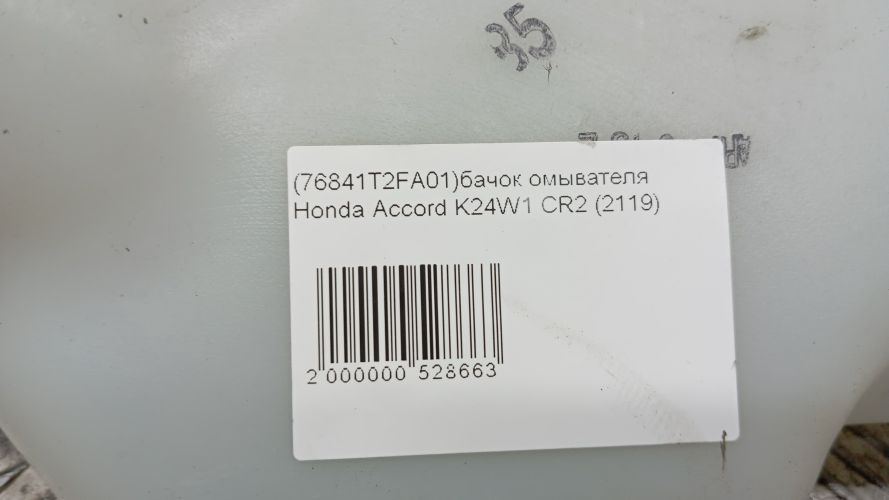 35
(76841T2FA01)бачок омывателя
Honda Accord K24W1 CR2 (2119)
2 000000 528663